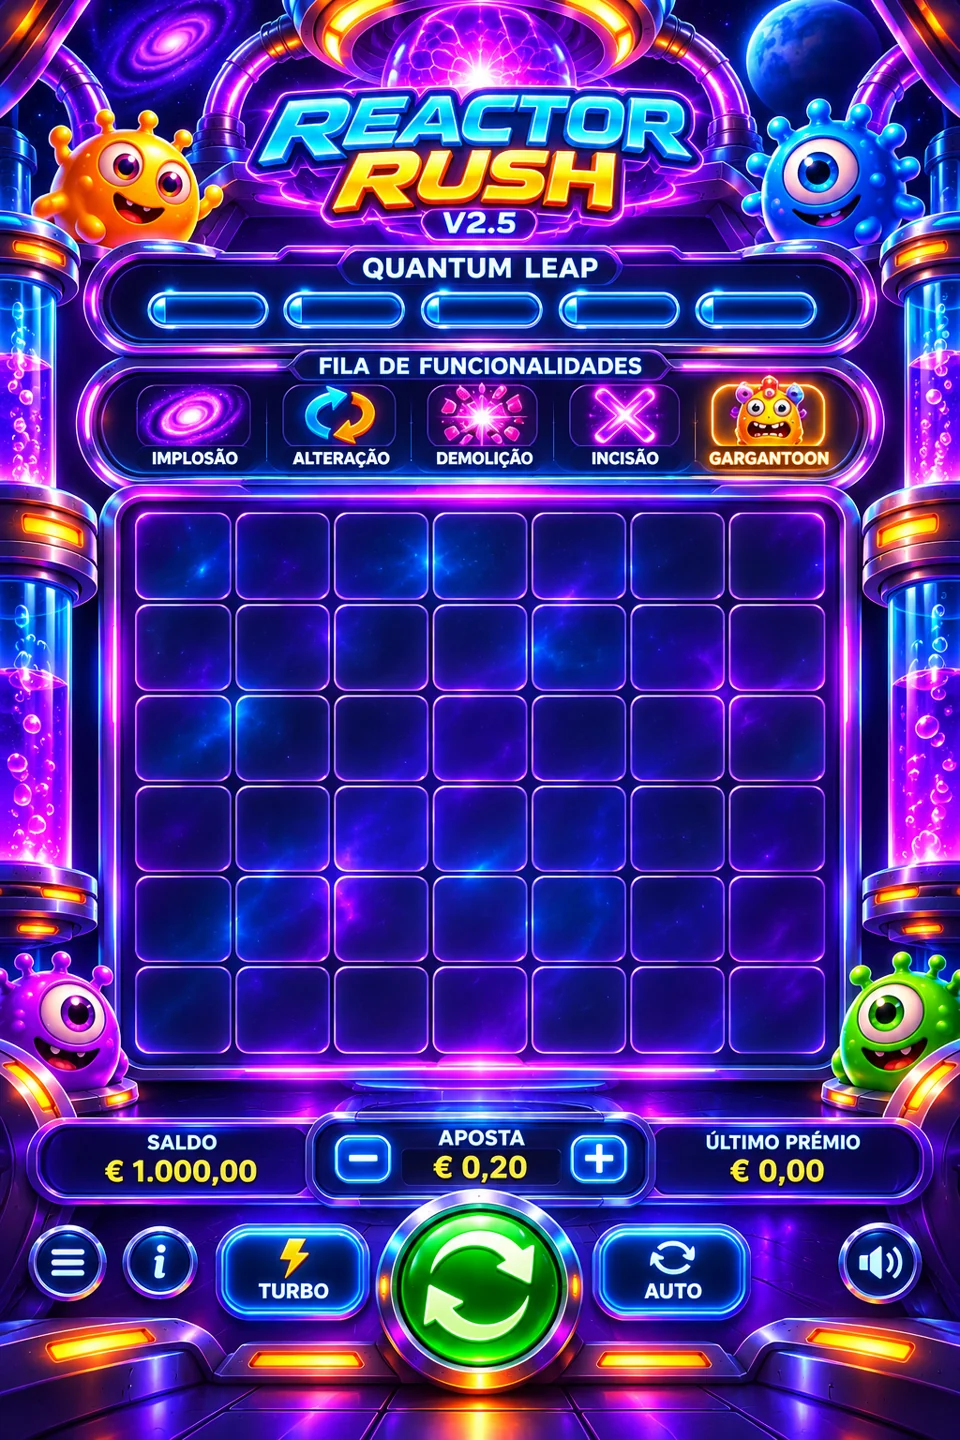 REACTOR
RUSH
V2.5
QUANTUM LEAP
FILA DE FUNCIONALIDADES
IMPLOSÃO
ALTERAÇÃO
DEMOLIÇÃO
INCISÃO
GARGANTOON
SALDO
€ 1.000,00
APOSTA
€ 0,20
ÚLTIMO PRÉMIO
€ 0,00
TURBO
AUTO